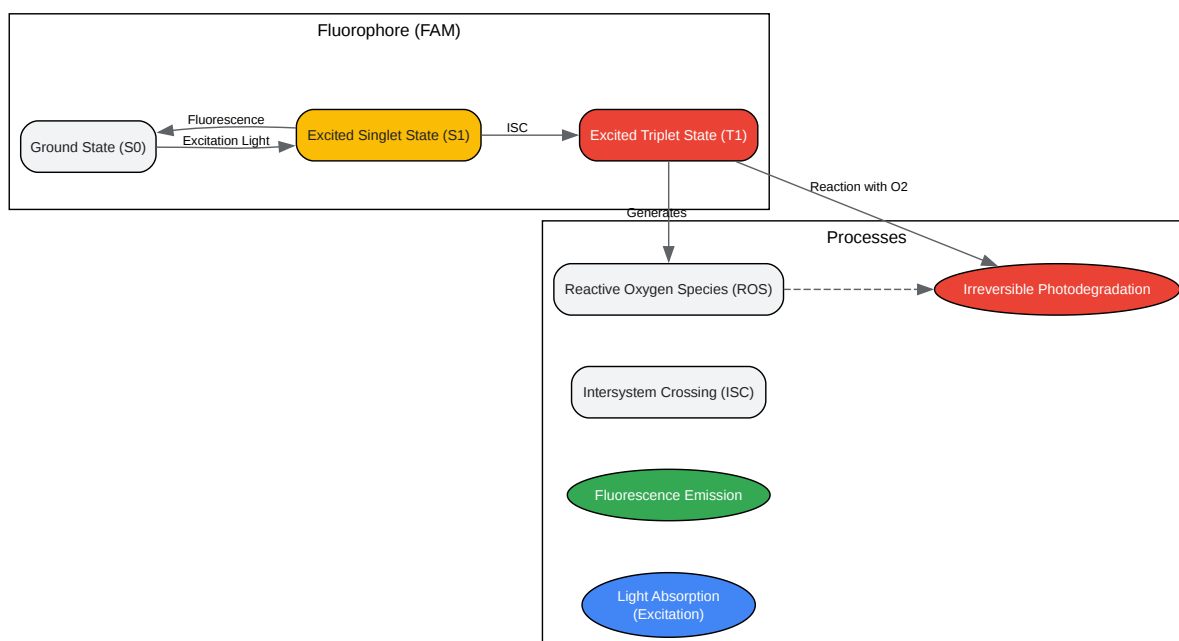 Fluorophore (FAM)
Ground State (S0)
Fluorescence
Excitation Light
Excited Singlet State (S1)
ISC
Excited Triplet State (T1)
Generates
Reaction with O2
Processes
Reactive Oxygen Species (ROS)
Irreversible Photodegradation
Intersystem Crossing (ISC)
Fluorescence Emission
Light Absorption
(Excitation)